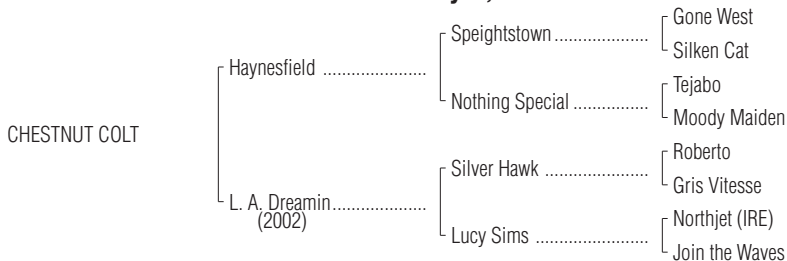 Gone West
Speightstown .....................
Silken Cat
Haynesfield .......................
Tejabo
Nothing Special .................
Moody Maiden
CHESTNUT COLT
Roberto
Silver Hawk .......................
Gris Vitesse
L. A. Dreamin.....................
(2002)
Northjet (IRE)
Lucy Sims .........................
Join the Waves